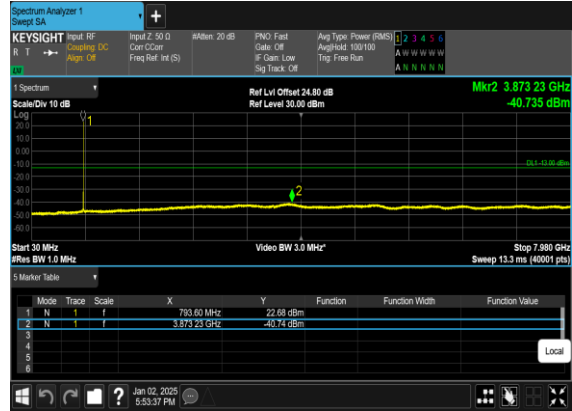 Spectrum Analyzer 1
Swept SA
+
KEYSIGHT Input: RF Input Z: 50 Ω #Atten: 20 dB PNO: Fast Avg Type: Power (RMS) 1 2 3 4 5 6
R T Coupling: DC Corr CCorr Gate: Off Avg|Hold: 100/100 A W W W W W
Align: Off Freq Ref: Int (S) IF Gain: Low Trig: Free Run
Sig Track: Off A N N N N N
LW
1 Spectrum Ref Lvl Offset 24.80 dB Mkr2 3.873 23 GHz
Scale/Div 10 dB Ref Level 30.00 dBm -40.735 dBm
Log
1
20.0
10.0
0.00
-10.0
DL1 -13.00 dBm
-20.0
-30.0
2
-40.0
-50.0
-60.0
Start 30 MHz Video BW 3.0 MHz* Stop 7.980 GHz
#Res BW 1.0 MHz Sweep 13.3 ms (40001 pts)
5 Marker Table
Mode Trace Scale X Y Function Function Width Function Value
1 N 1 f 793.60 MHz 22.68 dBm
2 N 1 f 3.873 23 GHz -40.74 dBm
3
4
5
6
Local
? Jan 02, 2025
5:53:37 PM